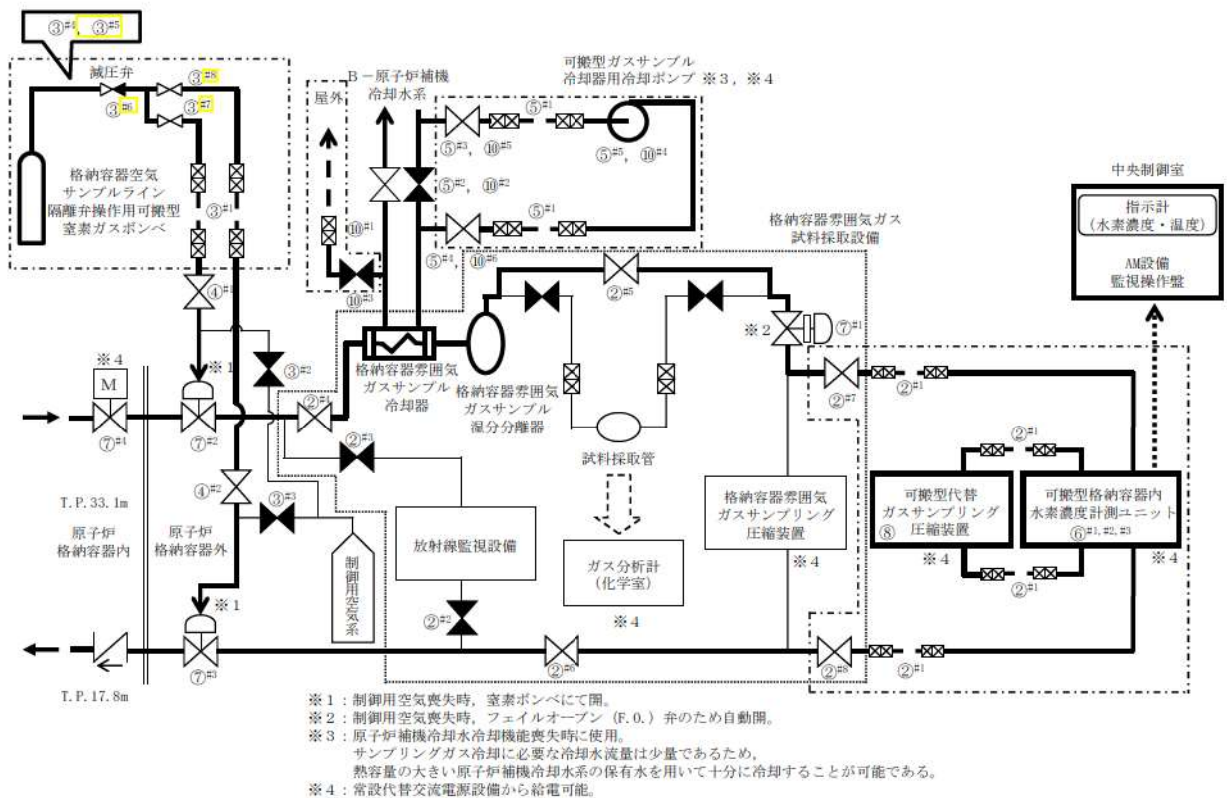 ③#4, ③#5
減圧弁
③#8
③#6
③#7
格納容器空気
サンプルライン
隔離弁操作用可搬型
窒素ガスボンベ
③#1
屋外
B-原子炉補機
冷却水系
可搬型ガスサンプル
冷却器用冷却ポンプ ※3, ※4
⑤#1
⑤#3, ⑩#5
⑤#5, ⑩#4
⑤#2, ⑩#2
⑤#1
⑤#4, ⑩#6
⑩#1
⑩#3
格納容器雰囲気ガス
試料採取設備
中央制御室
指示計
(水素濃度・温度)
AM設備
監視操作盤
④#1
※4
M
⑦#4
※1
⑦#2
③#2
②#1
格納容器雰囲気
ガスサンプル
冷却器
格納容器雰囲気
ガスサンプル
湿分分離器
②#5
※2
⑦#1
②#7
②#1
②#3
試料採取管
T.P.33.1m
原子炉
格納容器内
原子炉
格納容器外
④#2
③#3
制御用空気系
放射線監視設備
②#2
ガス分析計
(化学室)
※4
格納容器雰囲気
ガスサンプリング
圧縮装置
※4
②#1
可搬型代替
ガスサンプリング
圧縮装置
⑧
※4
可搬型格納容器内
水素濃度計測ユニット
⑥#1,#2,#3
※4
②#1
※1
⑦#3
②#6
②#8
②#1
T.P.17.8m
※1:制御用空気喪失時,窒素ボンベにて開。
※2:制御用空気喪失時,フェイルオープン(F.O.)弁のため自動開。
※3:原子炉補機冷却水冷却機能喪失時に使用。
サンプリングガス冷却に必要な冷却水流量は少量であるため,
熱容量の大きい原子炉補機冷却水系の保有水を用いて十分に冷却することが可能である。
※4:常設代替交流電源設備から給電可能。